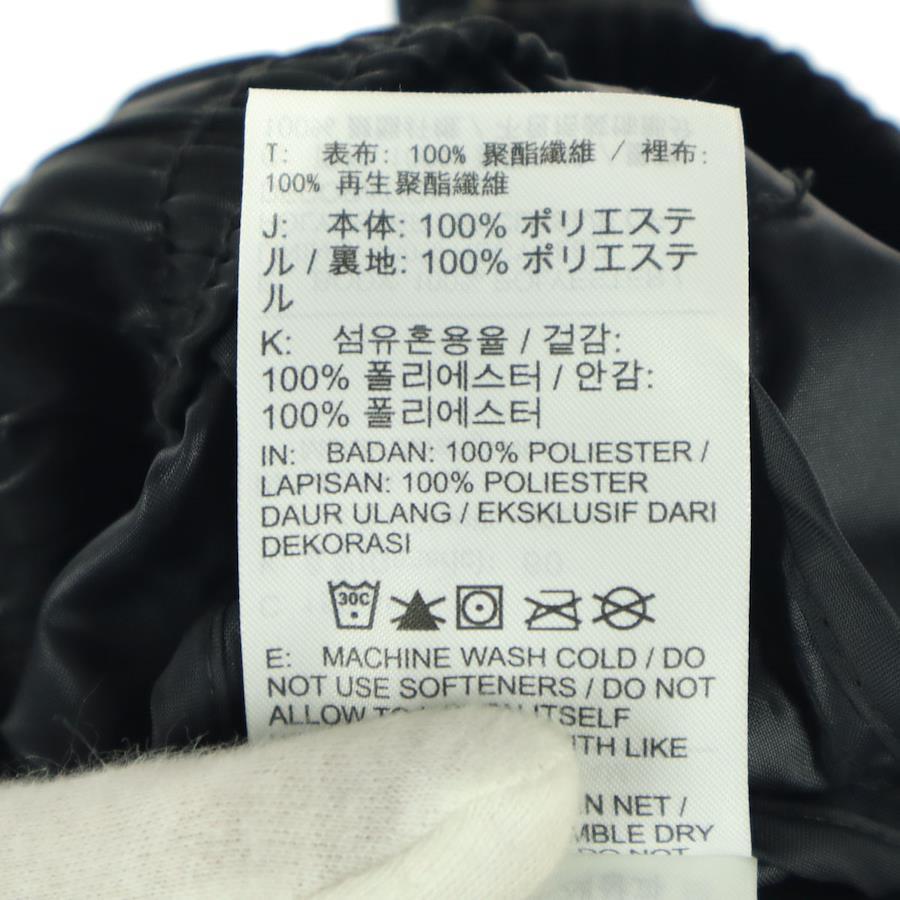 T: 表布: 100% 聚酯纖維 / 裡布:
100% 再生聚酯纖維
J: 本体: 100% ポリエステ
ル / 裏地: 100% ポリエステ
ル
K: 섬유혼용율 / 겉감:
100% 폴리에스터 / 안감:
100% 폴리에스터
IN: BADAN: 100% POLIESTER /
LAPISAN: 100% POLIESTER
DAUR ULANG / EKSKLUSIF DARI
DEKORASI
30C
E: MACHINE WASH COLD / DO
NOT USE SOFTENERS / DO NOT
ALLOW ITSELF
LIKE
NET /
DRY
DO NOT